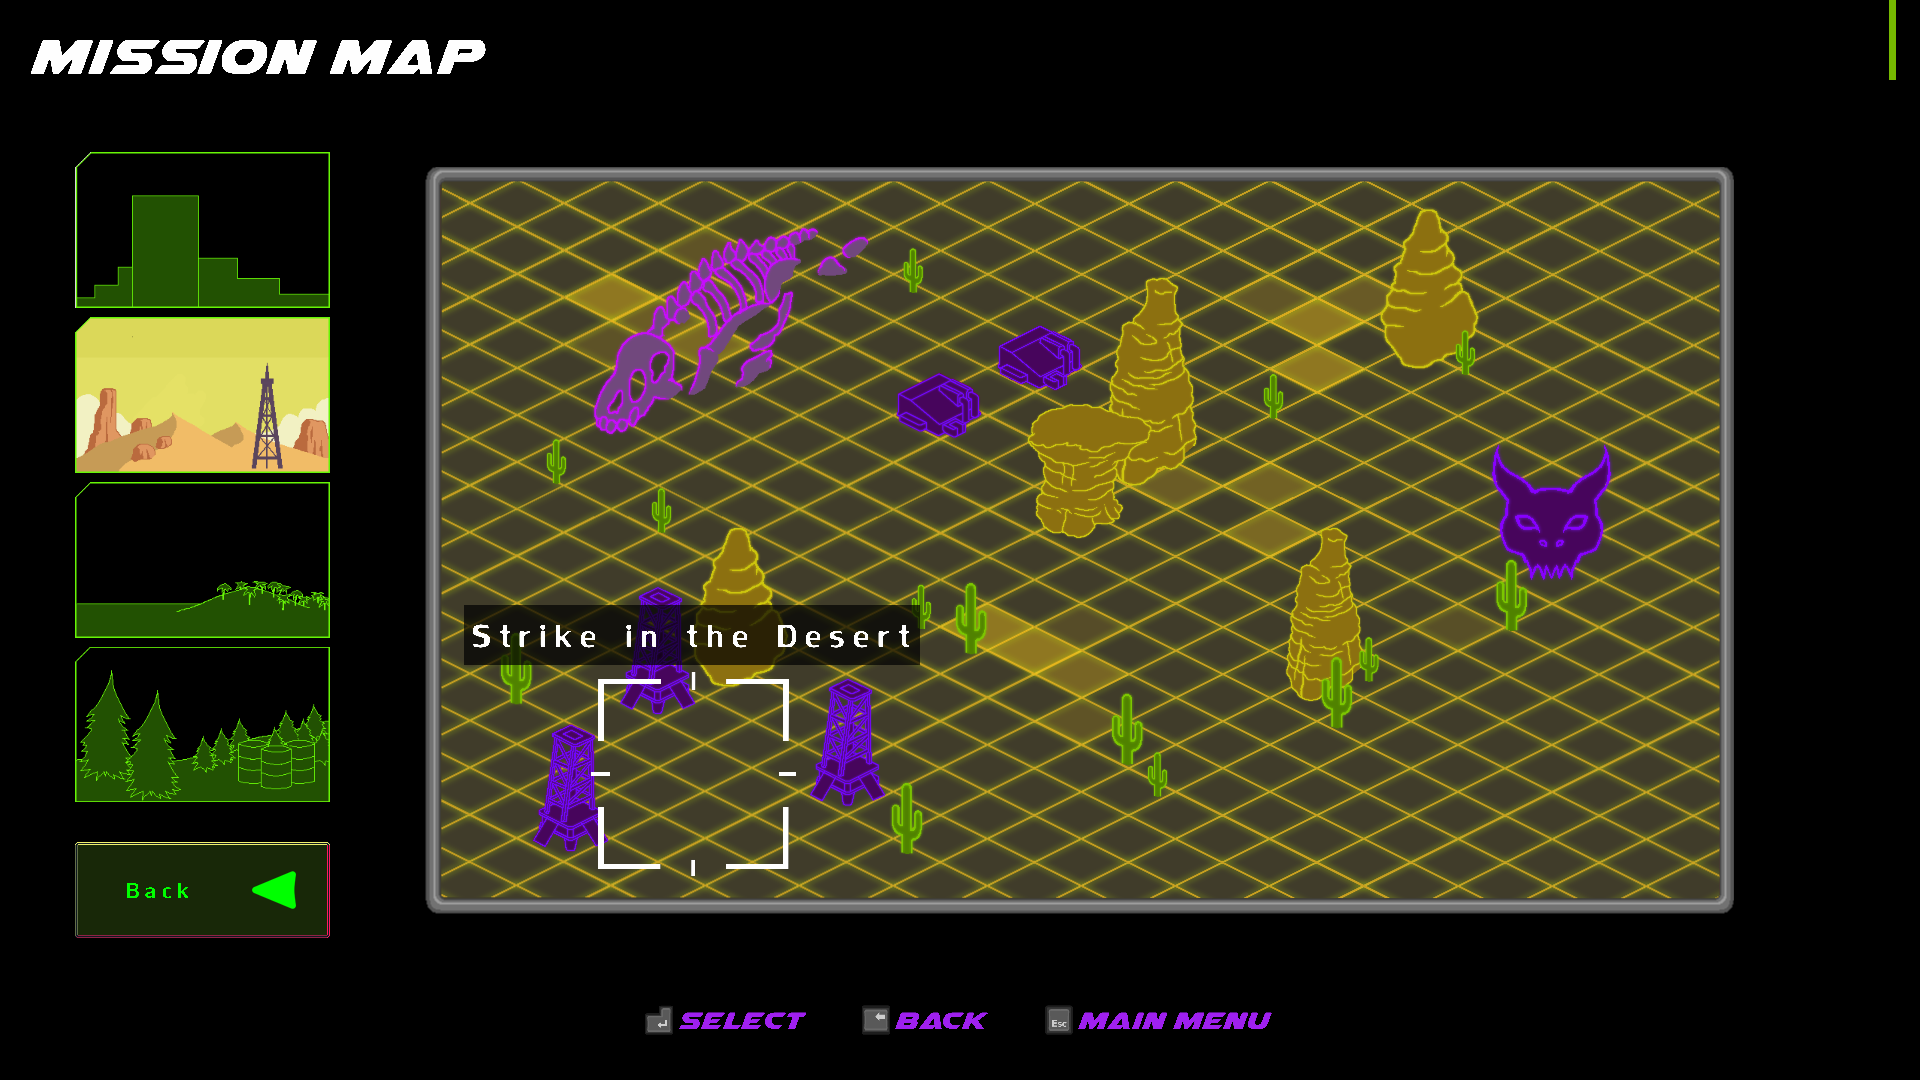 MISSION MAP
Strike in the Desert
Back
SELECT
BACK
Esc
MAIN MENU